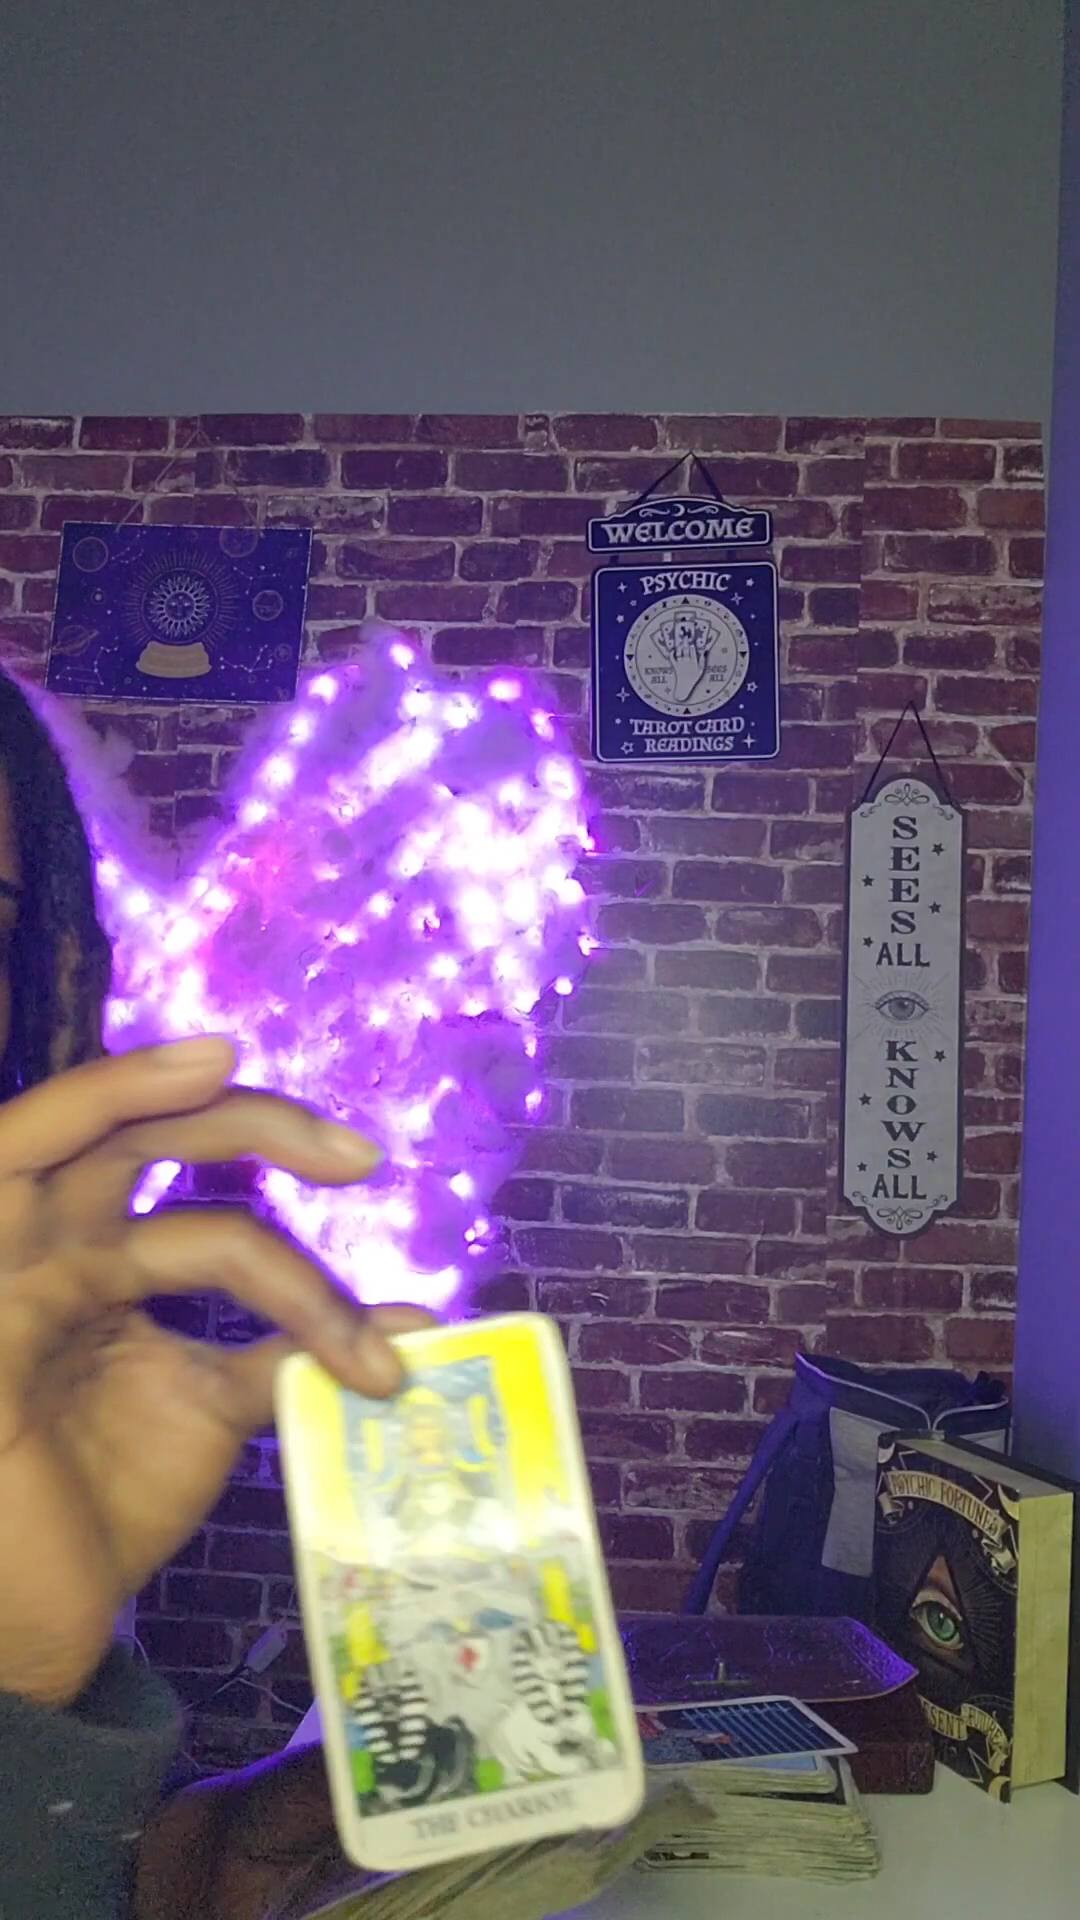 WELCOME
PSYCHIC
KNOWS
ALL
SEES
ALL
TAROT CARD
READINGS
SEES
ALL
KNOWS
ALL
PSYCHIC FORTUNES
THE CHARIOT